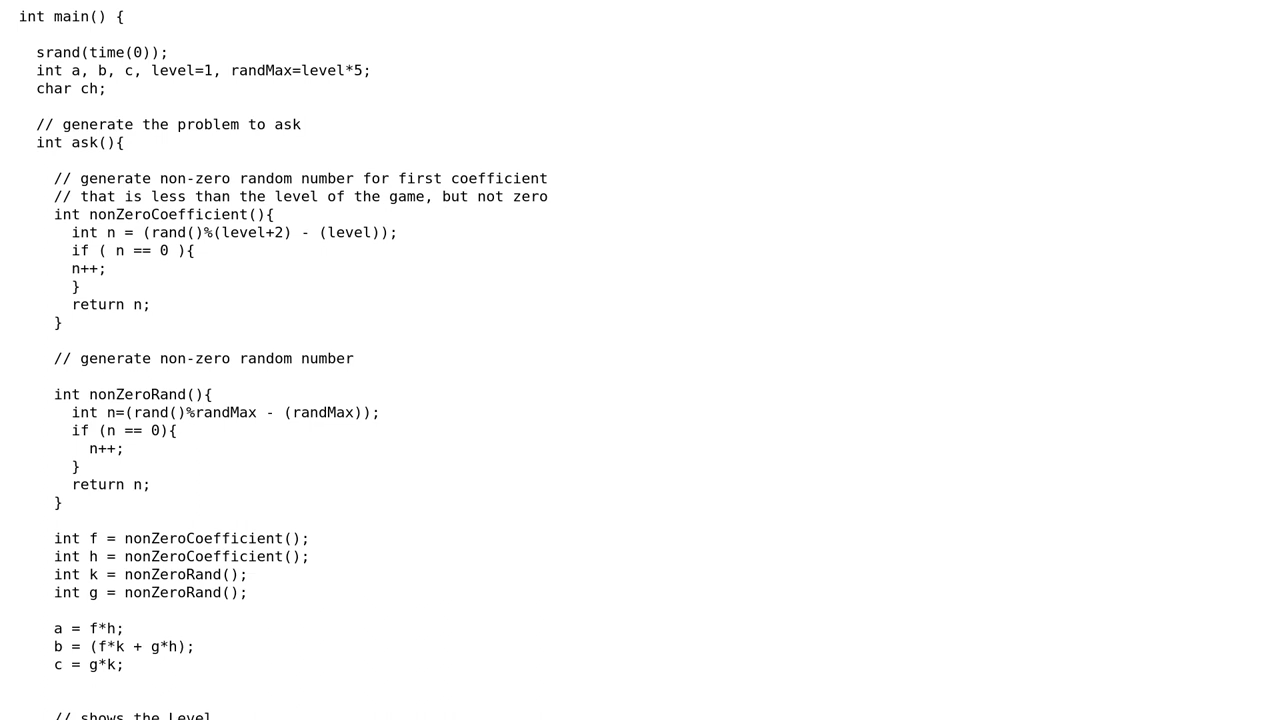 int main() {
srand(time(0));
int a, b, c, level=1, randMax=level*5;
char ch;
// generate the problem to ask
int ask(){
// generate non-zero random number for first coefficient
// that is less than the level of the game, but not zero
int nonZeroCoefficient(){
int n = (rand()%(level+2) - (level));
if ( n == 0 ){
n++;
}
return n;
}
// generate non-zero random number
int nonZeroRand(){
int n=(rand()%randMax - (randMax));
if (n == 0){
n++;
}
return n;
}
int f = nonZeroCoefficient();
int h = nonZeroCoefficient();
int k = nonZeroRand();
int g = nonZeroRand();
a = f*h;
b = (f*k + g*h);
c = g*k;
// shows the Level